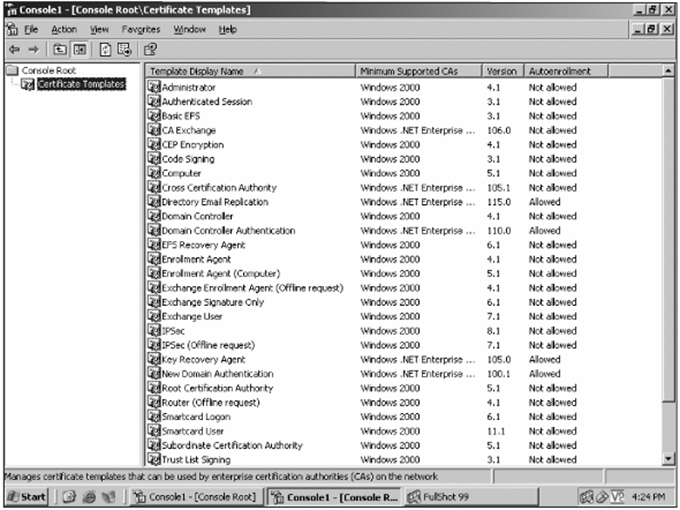 Console1 - [Console Root\Certificate Templates]
File Action View Favorites Window Help
Console Root
Certificate Templates
Template Display Name Minimum Supported CAs Version Autoenrollment
Administrator Windows 2000 4.1 Not allowed
Authenticated Session Windows 2000 3.1 Not allowed
Basic EFS Windows 2000 3.1 Not allowed
CA Exchange Windows .NET Enterprise ... 106.0 Not allowed
CEP Encryption Windows 2000 4.1 Not allowed
Code Signing Windows 2000 3.1 Not allowed
Computer Windows 2000 5.1 Not allowed
Cross Certification Authority Windows .NET Enterprise ... 105.1 Not allowed
Directory Email Replication Windows .NET Enterprise ... 115.0 Allowed
Domain Controller Windows 2000 4.1 Not allowed
Domain Controller Authentication Windows .NET Enterprise ... 110.0 Allowed
EFS Recovery Agent Windows 2000 6.1 Not allowed
Enrollment Agent Windows 2000 4.1 Not allowed
Enrollment Agent (Computer) Windows 2000 5.1 Not allowed
Exchange Enrollment Agent (Offline request) Windows 2000 4.1 Not allowed
Exchange Signature Only Windows 2000 6.1 Not allowed
Exchange User Windows 2000 7.1 Not allowed
IPSec Windows 2000 8.1 Not allowed
IPSec (Offline request) Windows 2000 7.1 Not allowed
Key Recovery Agent Windows .NET Enterprise ... 105.0 Allowed
New Domain Authentication Windows .NET Enterprise ... 100.1 Allowed
Root Certification Authority Windows 2000 5.1 Not allowed
Router (Offline request) Windows 2000 4.1 Not allowed
Smartcard Logon Windows 2000 6.1 Not allowed
Smartcard User Windows 2000 11.1 Not allowed
Subordinate Certification Authority Windows 2000 5.1 Not allowed
Trust List Signing Windows 2000 3.1 Not allowed
Manages certificate templates that can be used by enterprise certification authorities (CAs) on the network
Start Console1 - [Console Root] Console1 - [Console R... FullShot 99 4:24 PM